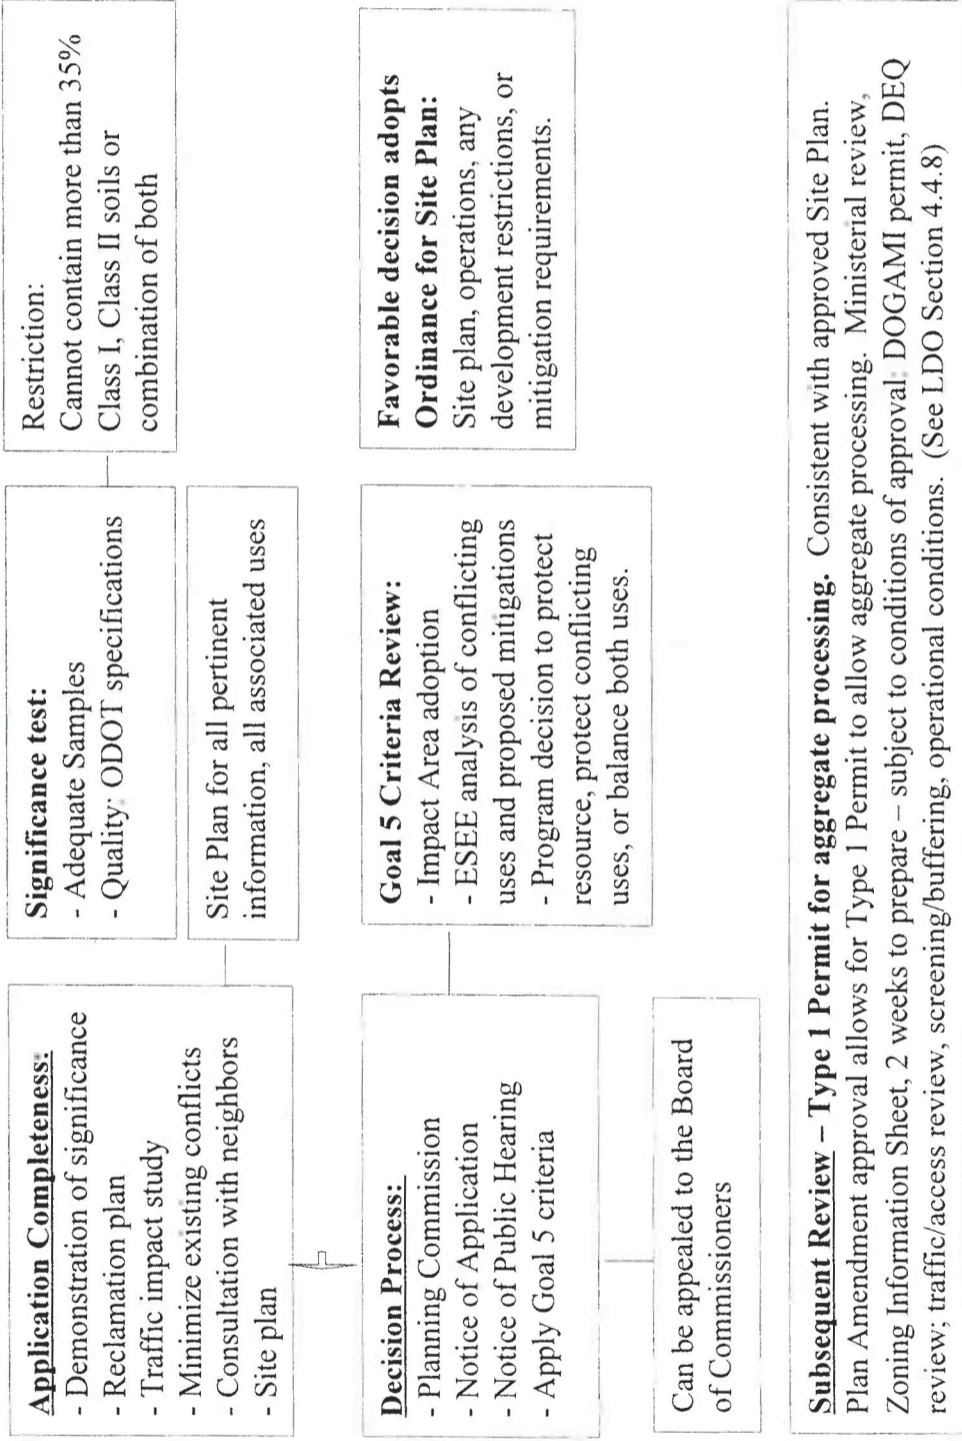 Application Completeness:
- Demonstration of significance
- Reclamation plan
- Traffic impact study
- Minimize existing conflicts
- Consultation with neighbors
- Site plan
Significance test:
- Adequate Samples
- Quality: ODOT specifications
Restriction:
Cannot contain more than 35%
Class I, Class II soils or
combination of both
Site Plan for all pertinent
information, all associated uses
Decision Process:
- Planning Commission
- Notice of Application
- Notice of Public Hearing
- Apply Goal 5 criteria
Goal 5 Criteria Review:
- Impact Area adoption
- ESEE analysis of conflicting
uses and proposed mitigations
- Program decision to protect
resource, protect conflicting
uses, or balance both uses.
Favorable decision adopts
Ordinance for Site Plan:
Site plan, operations, any
development restrictions, or
mitigation requirements.
Can be appealed to the Board
of Commissioners
Subsequent Review – Type 1 Permit for aggregate processing. Consistent with approved Site Plan.
Plan Amendment approval allows for Type 1 Permit to allow aggregate processing. Ministerial review,
Zoning Information Sheet, 2 weeks to prepare – subject to conditions of approval: DOGAMI permit, DEQ
review; traffic/access review, screening/buffering, operational conditions. (See LDO Section 4.4.8)